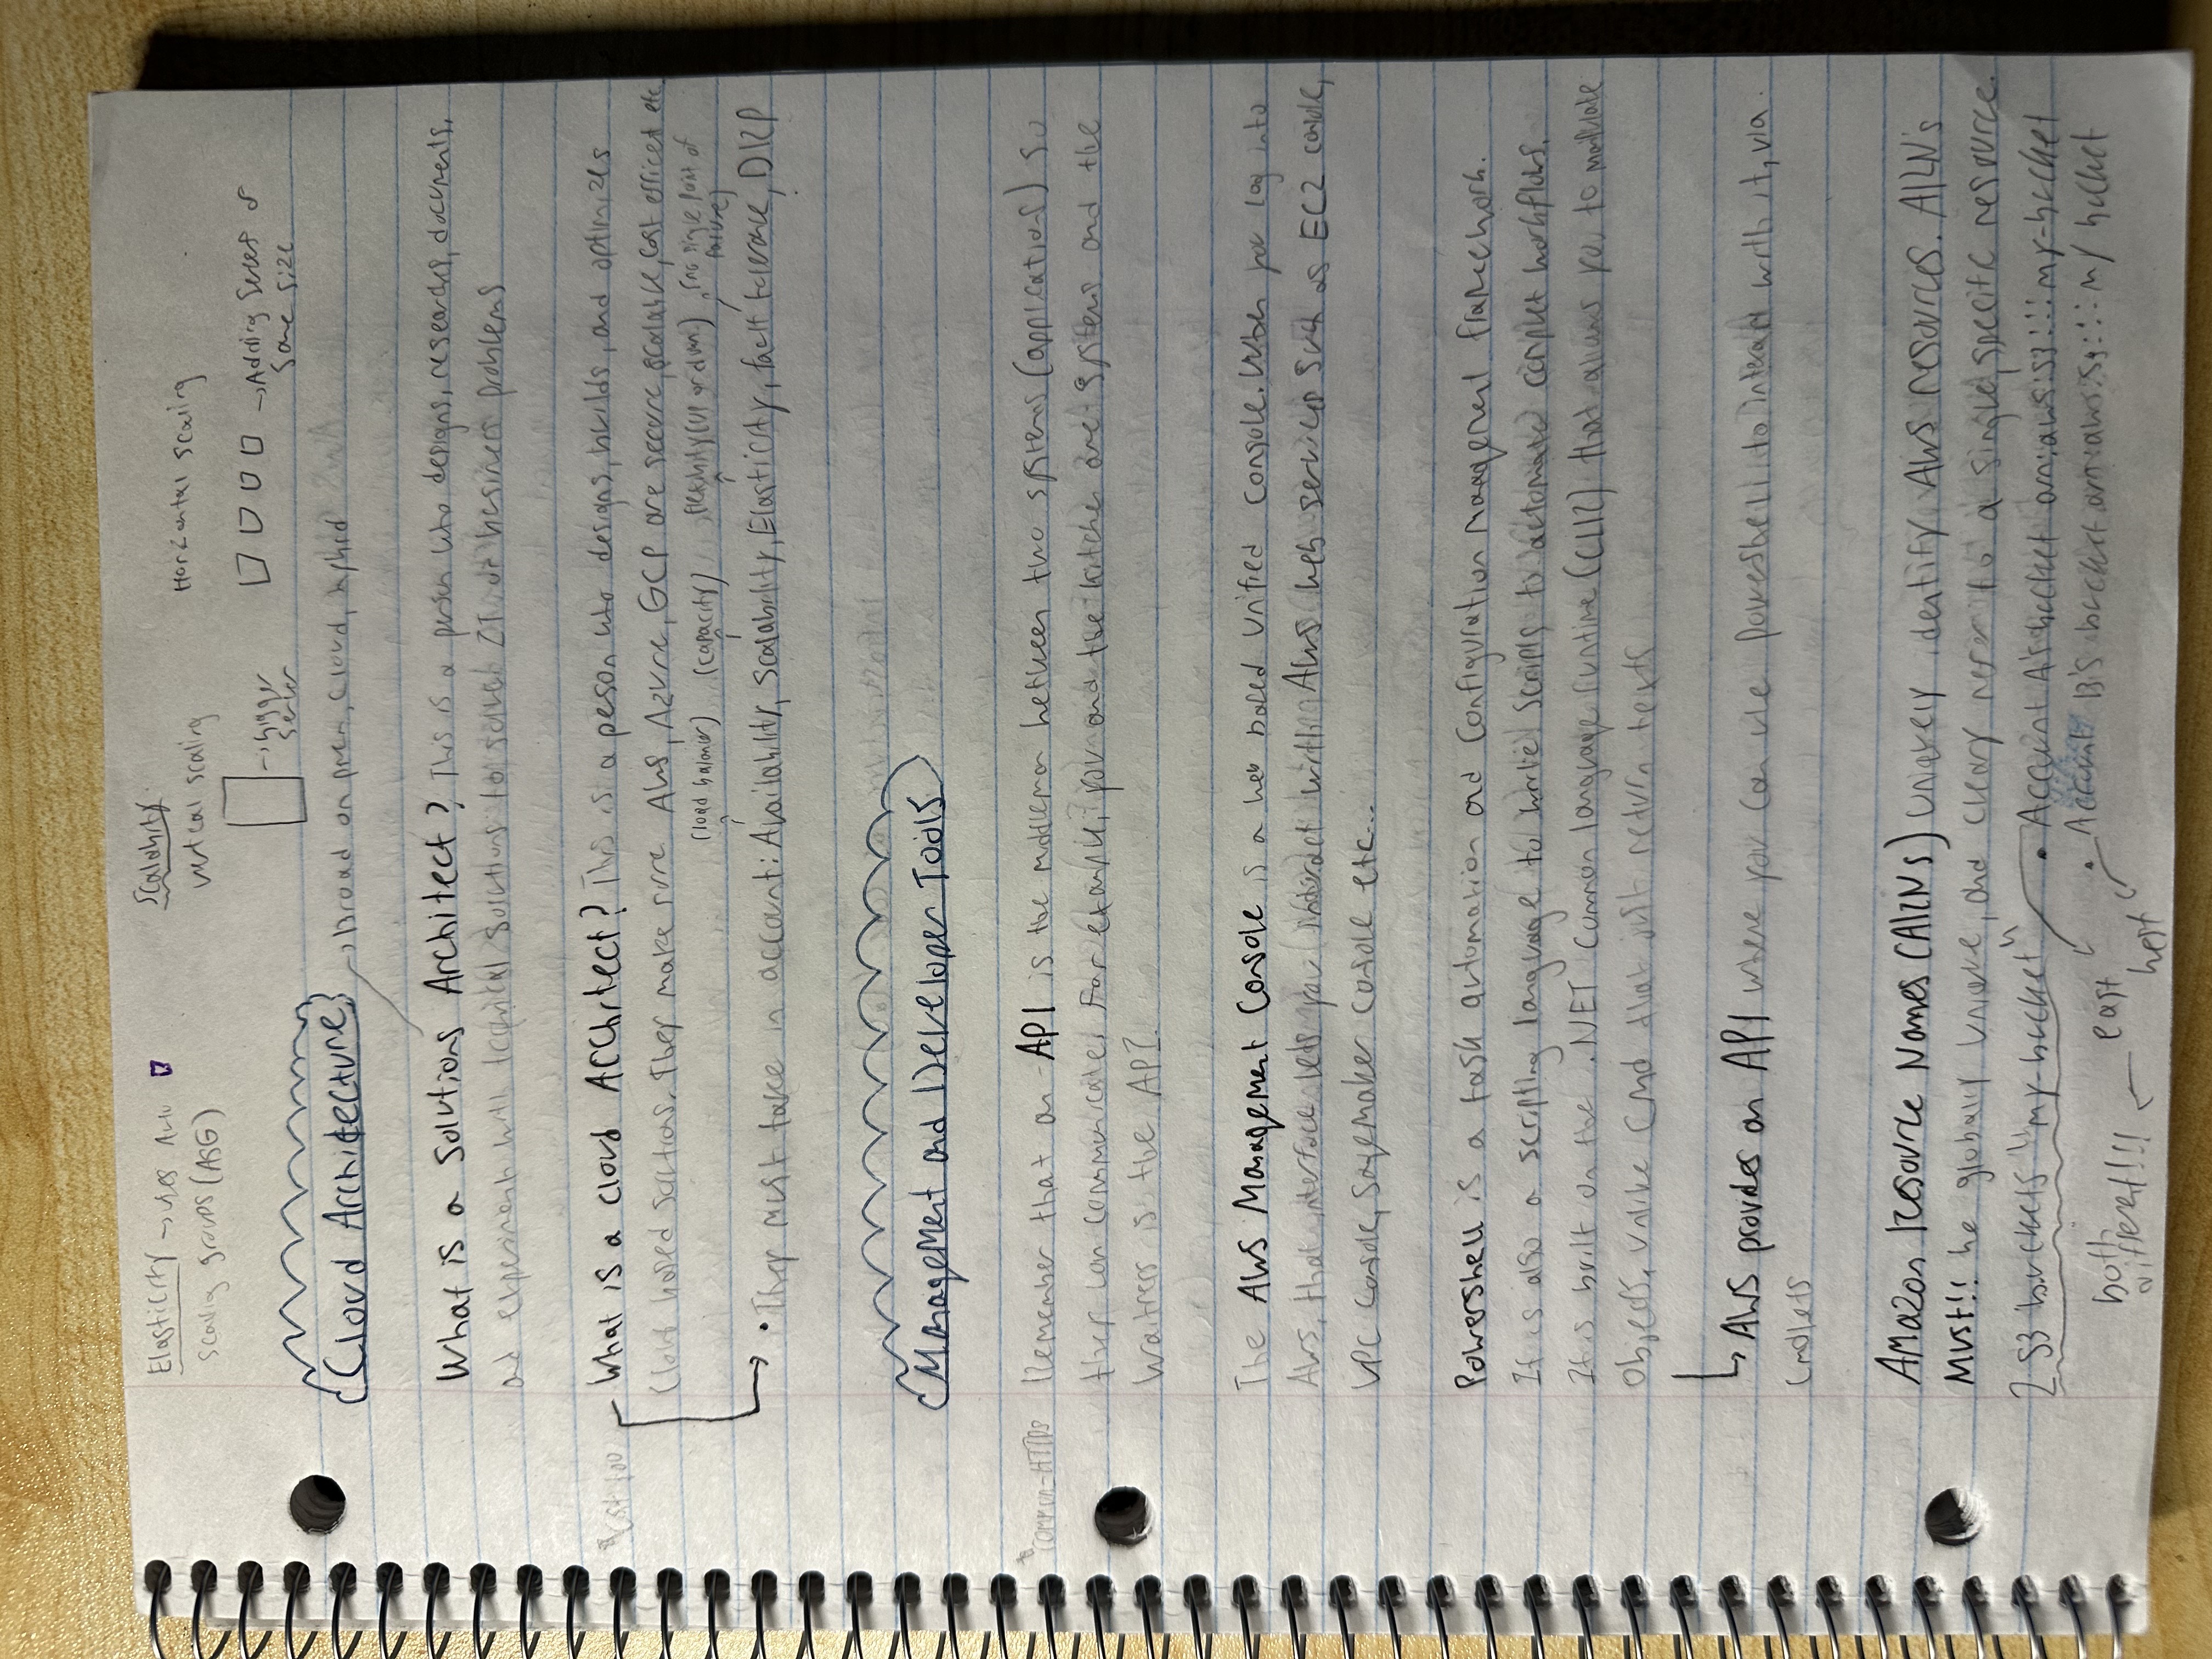 Elasticity → uses Auto
scaling groups (ASG)
Scalability
vertical scaling
→ bigger
server
Horizontal scaling
→ Adding servers of
same size
Cloud Architecture
→ Broad on prem, cloud, hybrid
What is a Solutions Architect? This is a person who designs, researches, documents,
and experiments with technical solutions to solve IT or business problems
*cost too
What is a cloud Architect? This is a person who designs, builds, and optimizes
cloud based solutions. They make sure AWS, Azure, GCP are secure, scalable, cost efficient etc.
(load balancer) (capacity) flexibility (up or down) (no single point of
failure)
• They must take in account: Availability, Scalability, Elasticity, fault tolerance, DRP
Management and Developer Tools
*common-HTTPs
Remember that an API is the middleman between two systems (applications) so
they can communicate. For example, you and the kitchen are systems and the
waitress is the API.
The AWS Management Console is a web based unified console. When you log into
AWS, that interface lets you interact with AWS web services such as EC2 console,
VPC console, Sagemaker console etc...
Powershell is a task automation and configuration management framework.
It is also a scripting language to write scripts to automate complex workflows.
It is built on the .NET common language runtime (CLR) that allows you to manipulate
objects, unlike Cmd that just return texts
→ AWS provides an API where you can use powershell to interact with it, via
cmdlets
Amazon Resource Names (ARNs) uniquely identify AWS resources. ARN's
Must!! be globally unique, and cleary refer to a single, specific resource.
2 S3 buckets "my-bucket"
• Account A's bucket arn:aws:s3:::my-bucket
• Account B's bucket arn:aws:s3:::my bucket
both
different!!! ← east
west